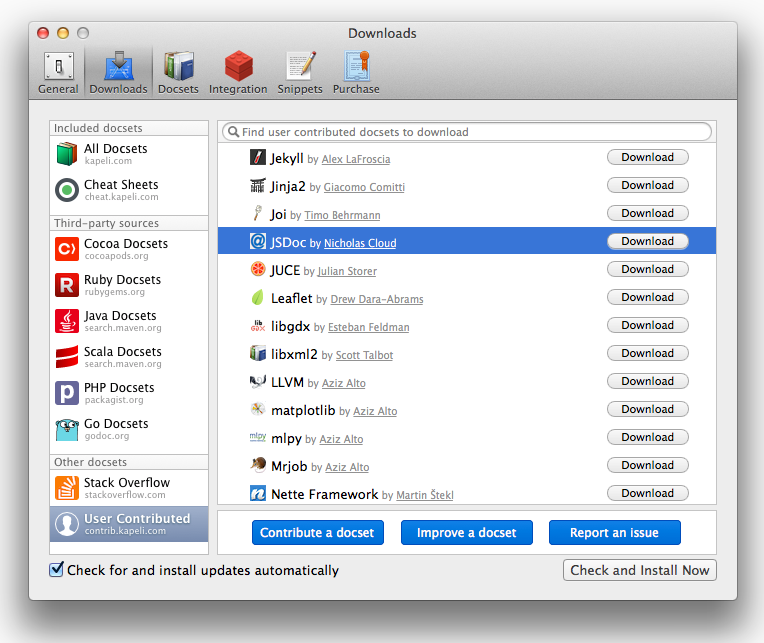 Downloads
General Downloads Docsets Integration Snippets Purchase
Included docsets
All Docsets
kapeli.com
Cheat Sheets
cheat.kapeli.com
Third-party sources
Cocoa Docsets
cocoapods.org
Ruby Docsets
rubygems.org
Java Docsets
search.maven.org
Scala Docsets
search.maven.org
PHP Docsets
packagist.org
Go Docsets
godoc.org
Other docsets
Stack Overflow
stackoverflow.com
User Contributed
contrib.kapeli.com
Find user contributed docsets to download
Jekyll by Alex LaFroscia Download
Jinja2 by Giacomo Comitti Download
Joi by Timo Behrmann Download
JSDoc by Nicholas Cloud Download
JUCE by Julian Storer Download
Leaflet by Drew Dara-Abrams Download
lib GDX libgdx by Esteban Feldman Download
libxml2 by Scott Talbot Download
LLVM by Aziz Alto Download
matplotlib by Aziz Alto Download
mlpy mlpy by Aziz Alto Download
Mrjob by Aziz Alto Download
Nette Framework by Martin Štekl Download
Contribute a docset Improve a docset Report an issue
Check for and install updates automatically Check and Install Now